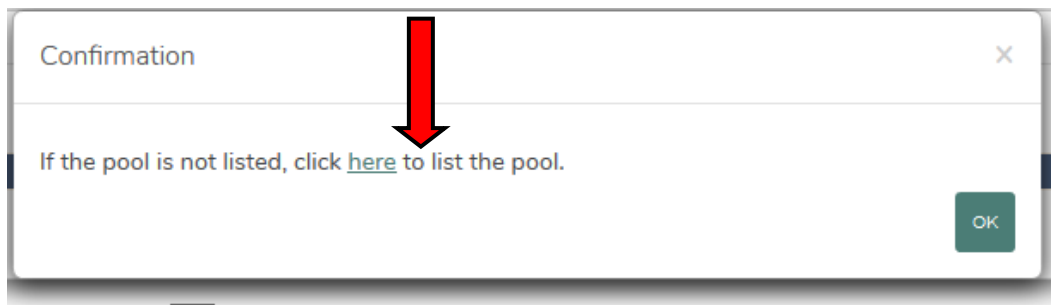 Confirmation
×
If the pool is not listed, click here to list the pool.
OK